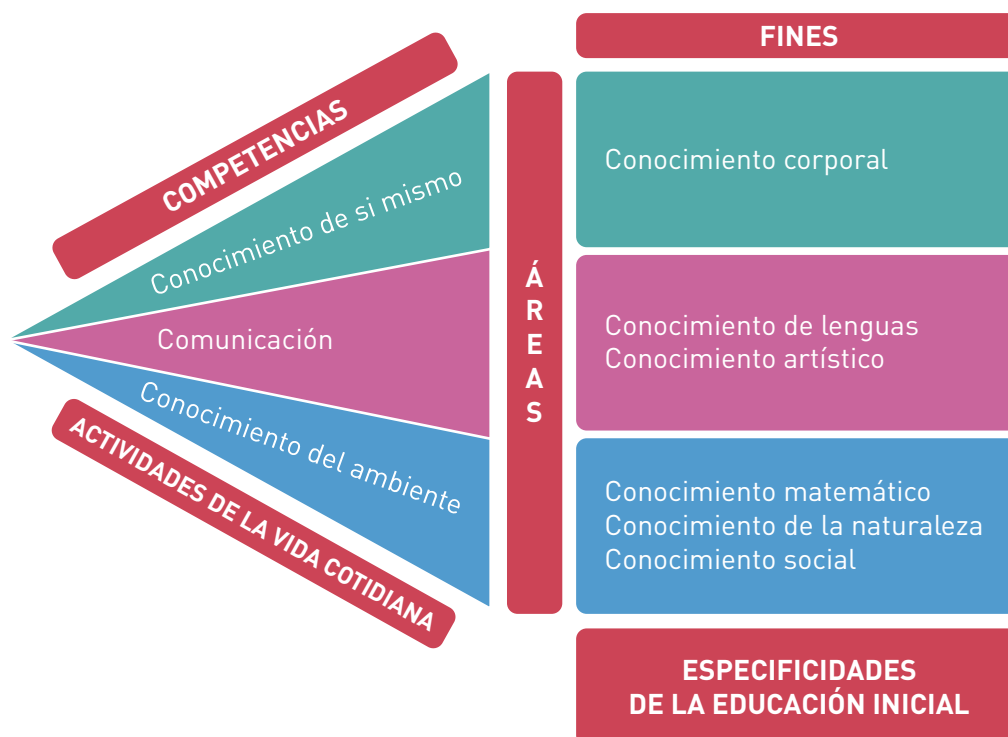 FINES
COMPETENCIAS
Conocimiento de si mismo
Comunicación
Conocimiento del ambiente
ACTIVIDADES DE LA VIDA COTIDIANA
ÁREAS
Conocimiento corporal
Conocimiento de lenguas
Conocimiento artístico
Conocimiento matemático
Conocimiento de la naturaleza
Conocimiento social
ESPECIFICIDADES
DE LA EDUCACIÓN INICIAL